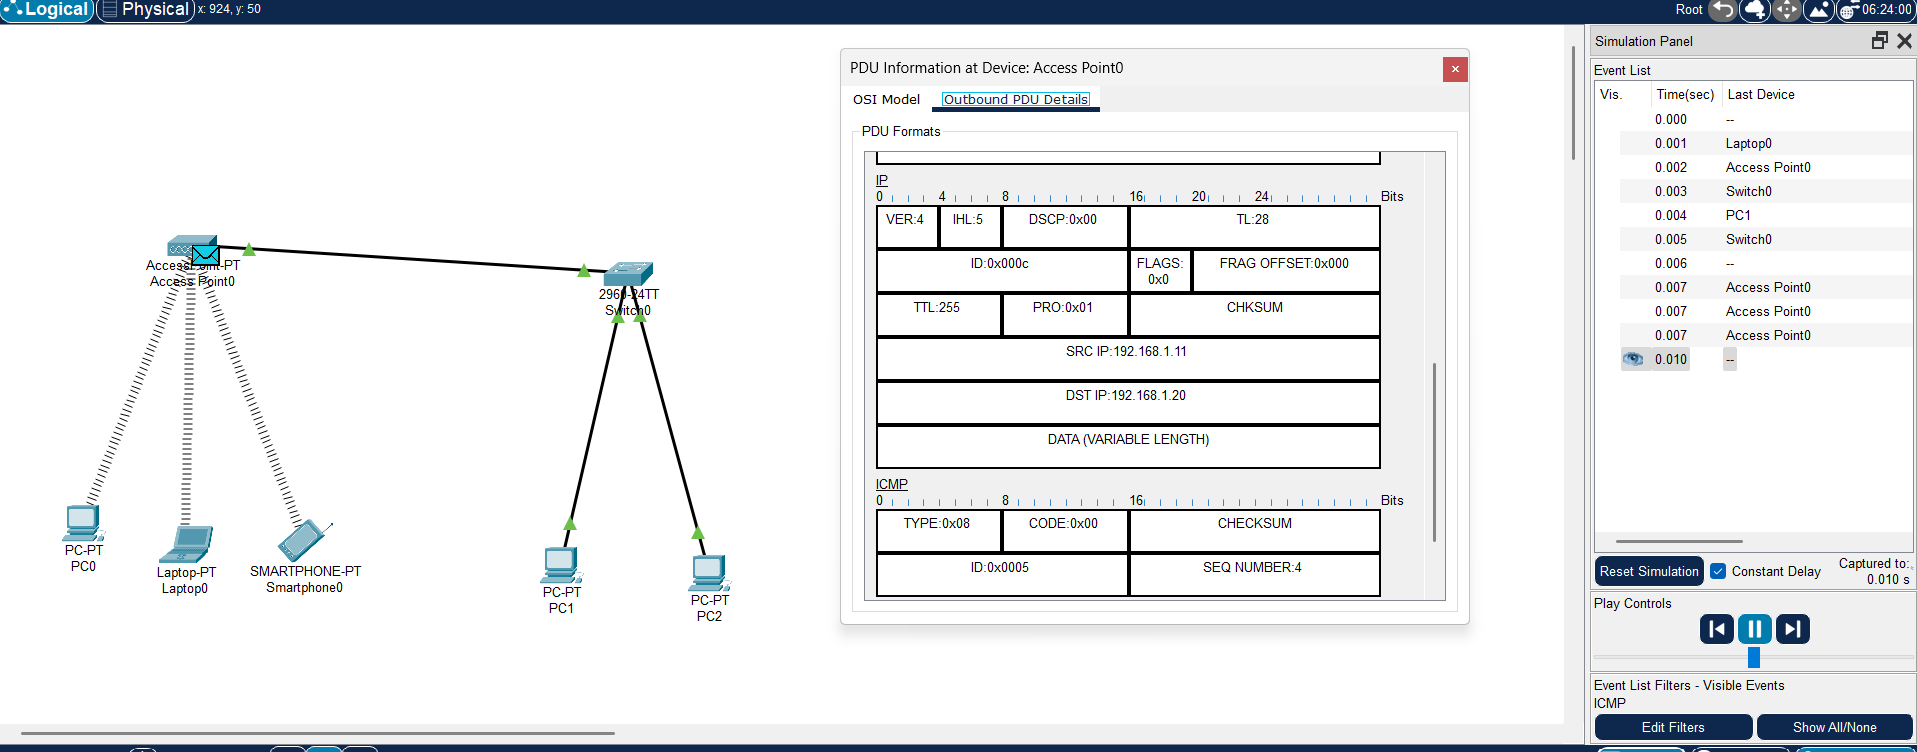 Logical
Physical
x: 924, y: 50
Root
06:24:00
AccessPoint-PT
Access Point0
2960-24TT
Switch0
PC-PT
PC0
Laptop-PT
Laptop0
SMARTPHONE-PT
Smartphone0
PC-PT
PC1
PC-PT
PC2
PDU Information at Device: Access Point0
OSI Model
Outbound PDU Details
PDU Formats
IP
0 4 8 16 20 24 Bits
VER:4 IHL:5 DSCP:0x00 TL:28
ID:0x000c FLAGS: 0x0 FRAG OFFSET:0x000
TTL:255 PRO:0x01 CHKSUM
SRC IP:192.168.1.11
DST IP:192.168.1.20
DATA (VARIABLE LENGTH)
ICMP
0 8 16 Bits
TYPE:0x08 CODE:0x00 CHECKSUM
ID:0x0005 SEQ NUMBER:4
Simulation Panel
Event List
Vis. Time(sec) Last Device
0.000 --
0.001 Laptop0
0.002 Access Point0
0.003 Switch0
0.004 PC1
0.005 Switch0
0.006 --
0.007 Access Point0
0.007 Access Point0
0.007 Access Point0
0.010 --
Reset Simulation
Constant Delay
Captured to:
0.010 s
Play Controls
Event List Filters - Visible Events
ICMP
Edit Filters
Show All/None